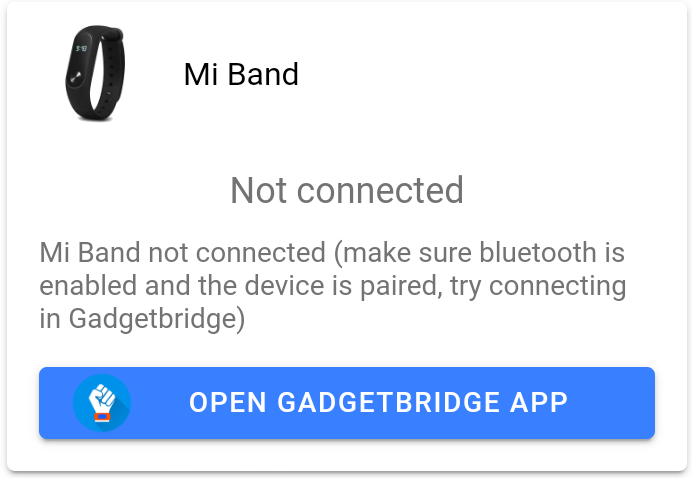 Mi Band
Not connected
Mi Band not connected (make sure bluetooth is
enabled and the device is paired, try connecting
in Gadgetbridge)
OPEN GADGETBRIDGE APP